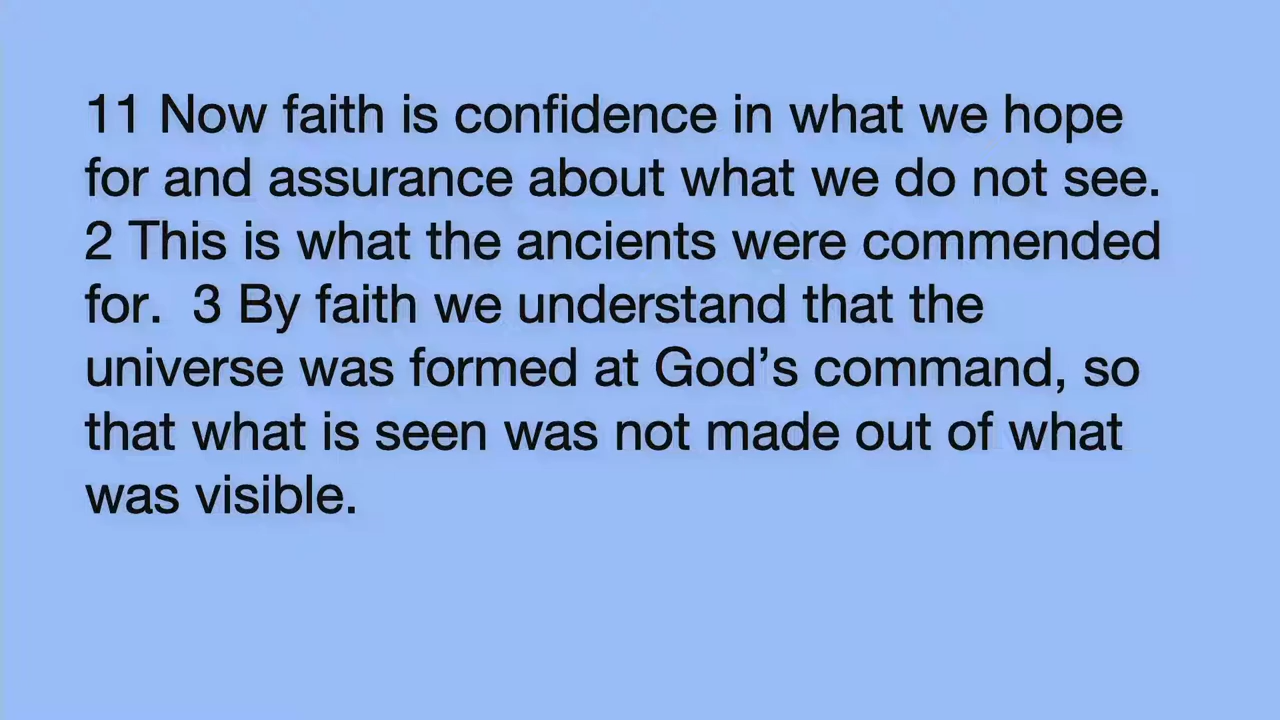 11 Now faith is confidence in what we hope
for and assurance about what we do not see.
2 This is what the ancients were commended
for.  3 By faith we understand that the
universe was formed at God’s command, so
that what is seen was not made out of what
was visible.